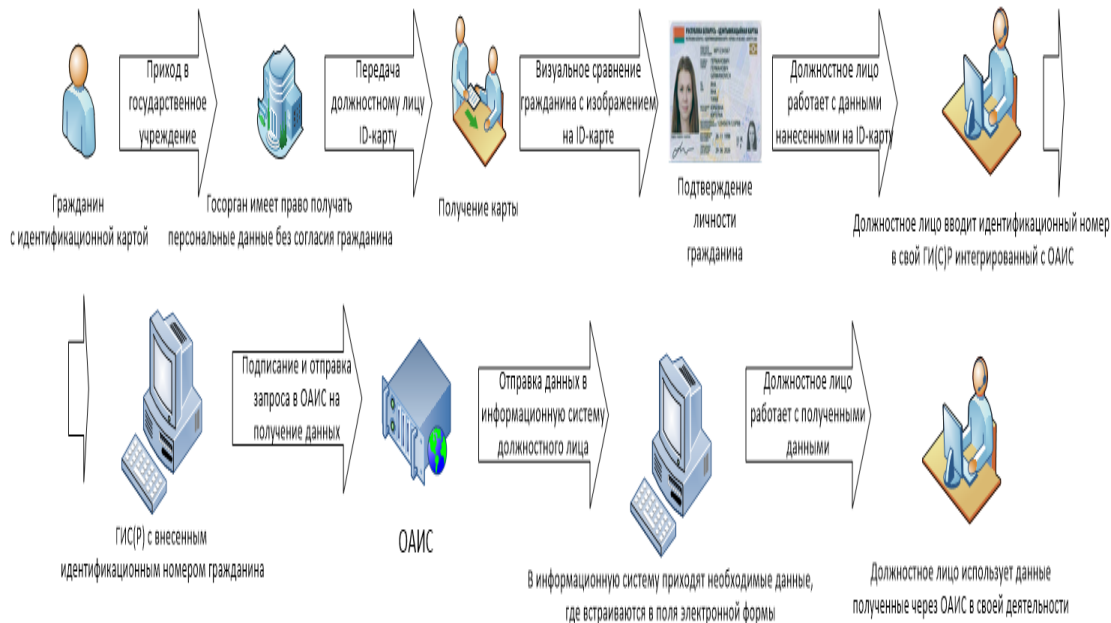 Приход в
государственное
учреждение
Передача
должностному лицу
ID-карту
Визуальное сравнение
гражданина с изображением
на ID-карте
Должностное лицо
работает с данными
нанесенными на ID-карту
Гражданин
с идентификационной картой
Госорган имеет право получать
персональные данные без согласия гражданина
Получение карты
Подтверждение
личности
гражданина
Должностное лицо вводит идентификационный номер
в свой ГИ(С)Р интегрированный с ОАИС
Подписание и отправка
запроса в ОАИС на
получение данных
Отправка данных в
информационную систему
должностного лица
Должностное лицо
работает с полученными
данными
ГИС(Р) с внесенным
идентификационным номером гражданина
ОАИС
В информационную систему приходят необходимые данные,
где встраиваются в поля электронной формы
Должностное лицо использует данные
полученные через ОАИС в своей деятельности